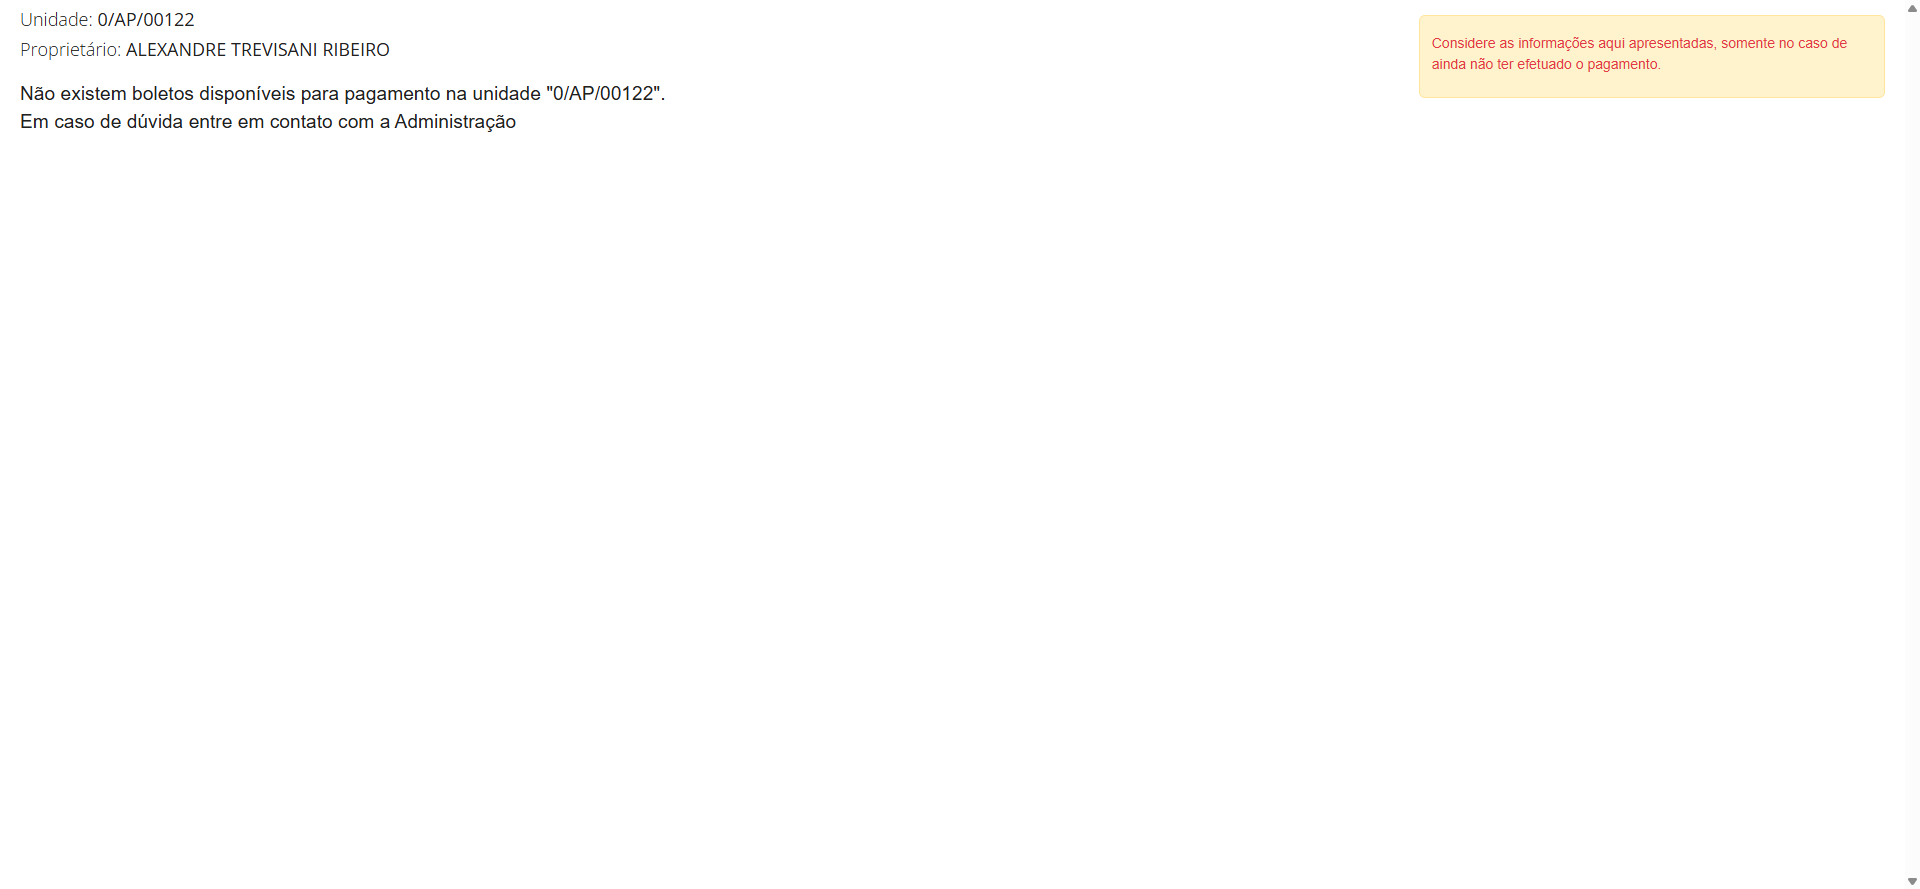 Unidade: 0/AP/00122
Proprietário: ALEXANDRE TREVISANI RIBEIRO
Não existem boletos disponíveis para pagamento na unidade "0/AP/00122".
Em caso de dúvida entre em contato com a Administração
Considere as informações aqui apresentadas, somente no caso de
ainda não ter efetuado o pagamento.